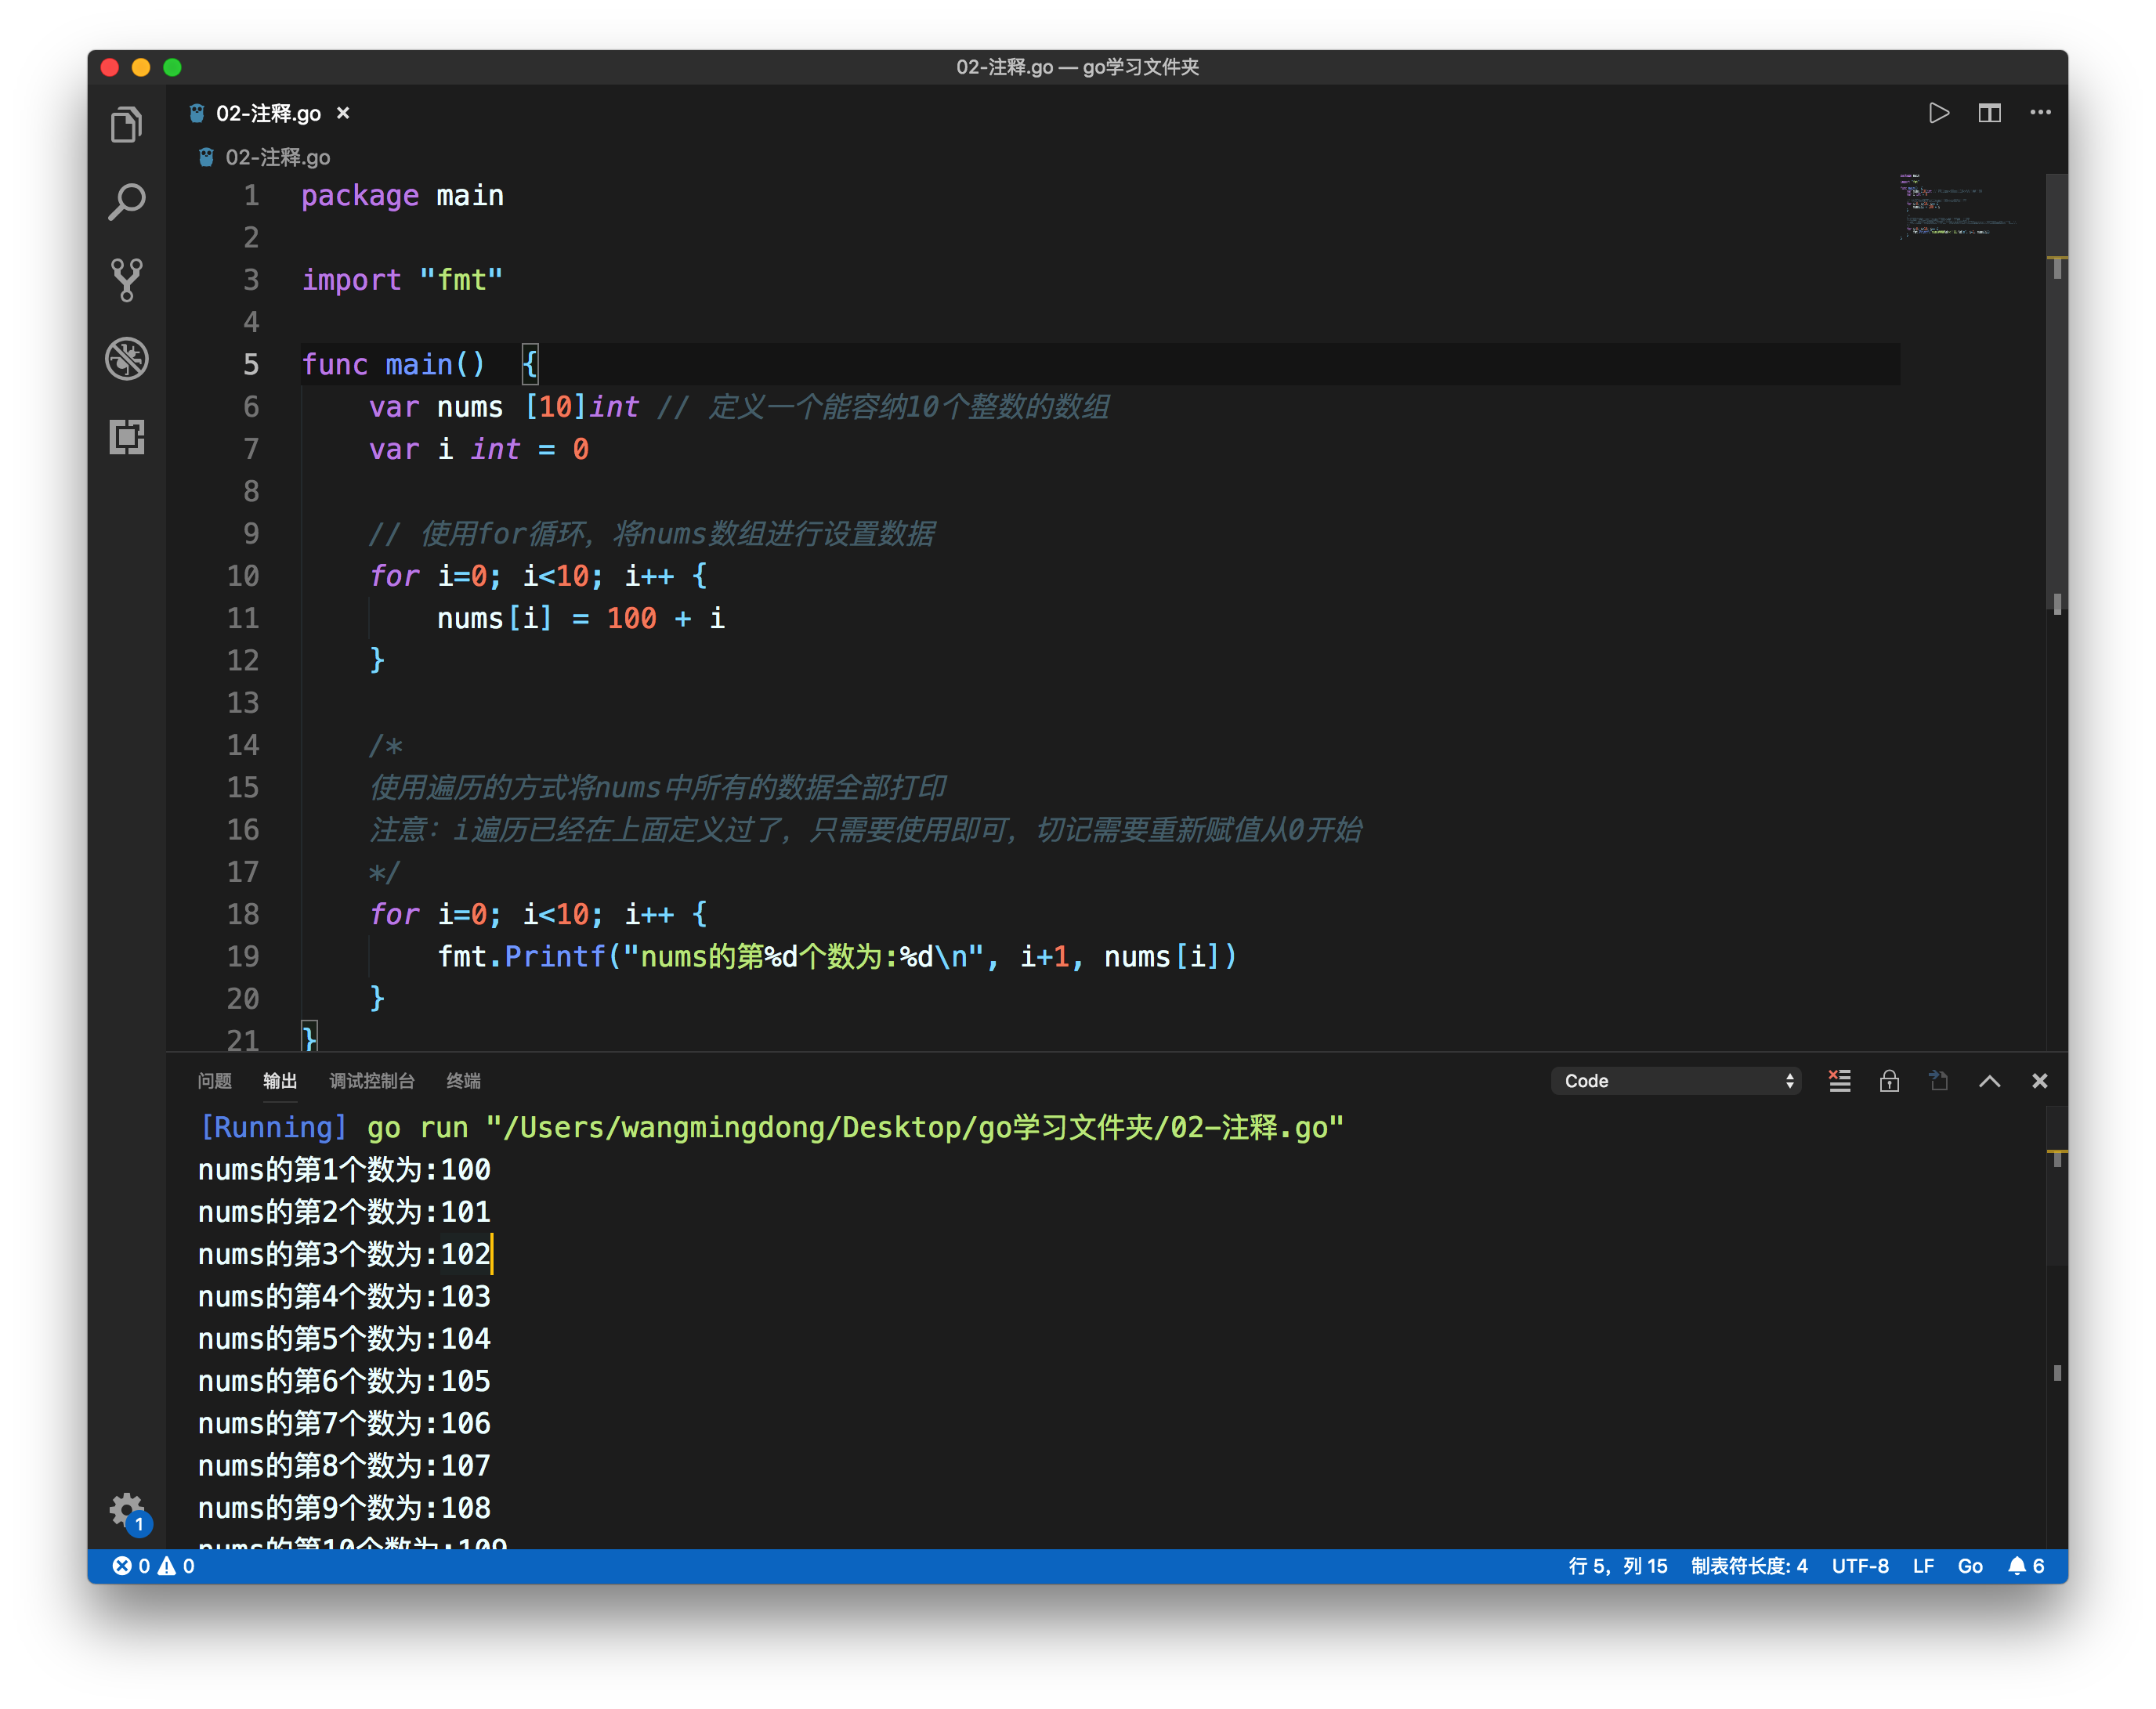 02-注释.go — go学习文件夹
02-注释.go
02-注释.go
1 package main
2
3 import "fmt"
4
5 func main()  {
6     var nums [10]int // 定义一个能容纳10个整数的数组
7     var i int = 0
8
9     // 使用for循环，将nums数组进行设置数据
10     for i=0; i<10; i++ {
11         nums[i] = 100 + i
12     }
13
14     /*
15     使用遍历的方式将nums中所有的数据全部打印
16     注意：i遍历已经在上面定义过了，只需要使用即可，切记需要重新赋值从0开始
17     */
18     for i=0; i<10; i++ {
19         fmt.Printf("nums的第%d个数为:%d\n", i+1, nums[i])
20     }
21 }
问题 输出 调试控制台 终端 Code
[Running] go run "/Users/wangmingdong/Desktop/go学习文件夹/02-注释.go"
nums的第1个数为:100
nums的第2个数为:101
nums的第3个数为:102
nums的第4个数为:103
nums的第5个数为:104
nums的第6个数为:105
nums的第7个数为:106
nums的第8个数为:107
nums的第9个数为:108
nums的第10个数为:109
1
0 0 行 5，列 15 制表符长度: 4 UTF-8 LF Go 6